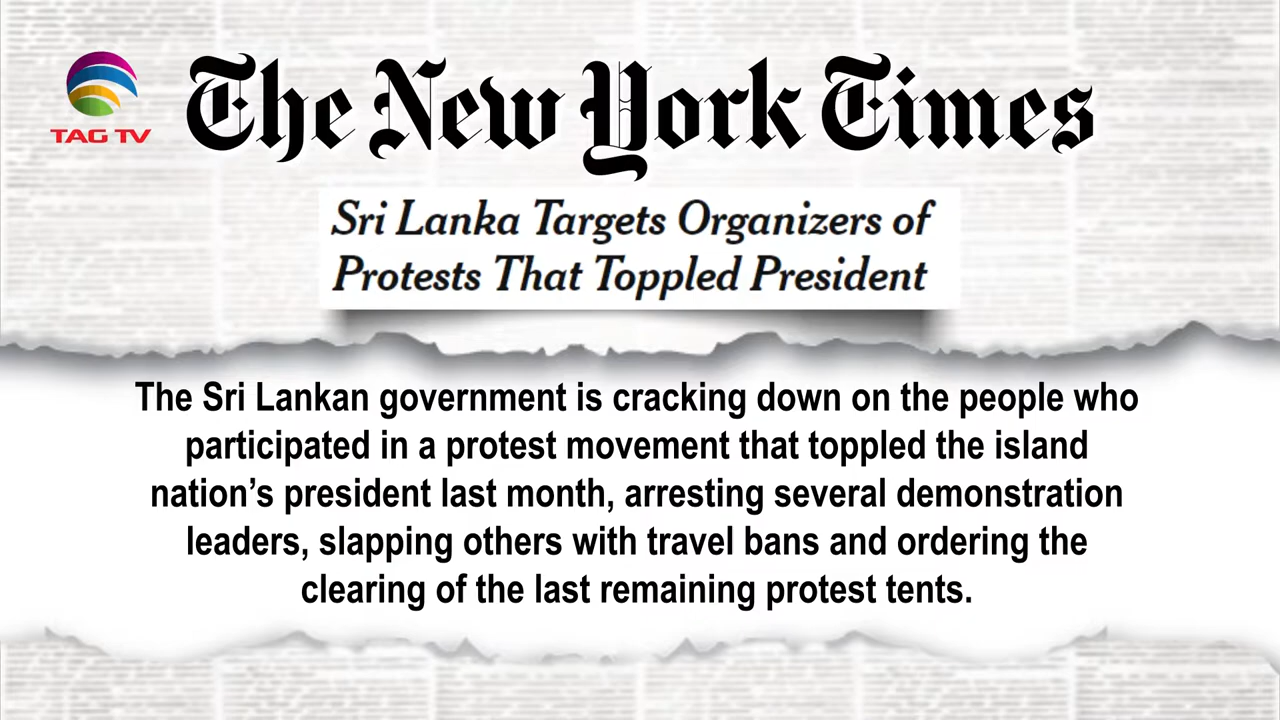 TAG TV
The New York Times
Sri Lanka Targets Organizers of
Protests That Toppled President
The Sri Lankan government is cracking down on the people who
participated in a protest movement that toppled the island
nation’s president last month, arresting several demonstration
leaders, slapping others with travel bans and ordering the
clearing of the last remaining protest tents.